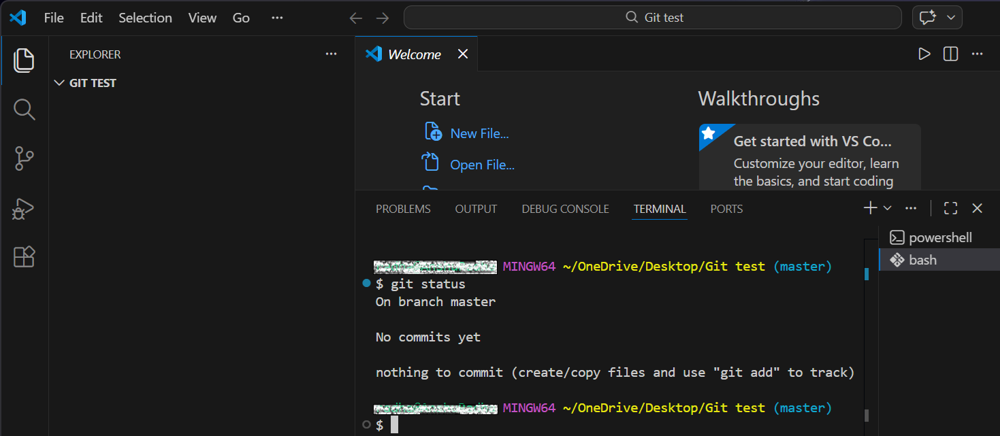 File Edit Selection View Go ··· Git test
EXPLORER ···
GIT TEST
Welcome
Start
New File...
Open File...
Walkthroughs
Get started with VS Co...
Customize your editor, learn
the basics, and start coding
PROBLEMS OUTPUT DEBUG CONSOLE TERMINAL PORTS
MINGW64 ~/OneDrive/Desktop/Git test (master)
$ git status
On branch master
No commits yet
nothing to commit (create/copy files and use "git add" to track)
MINGW64 ~/OneDrive/Desktop/Git test (master)
$
powershell
bash